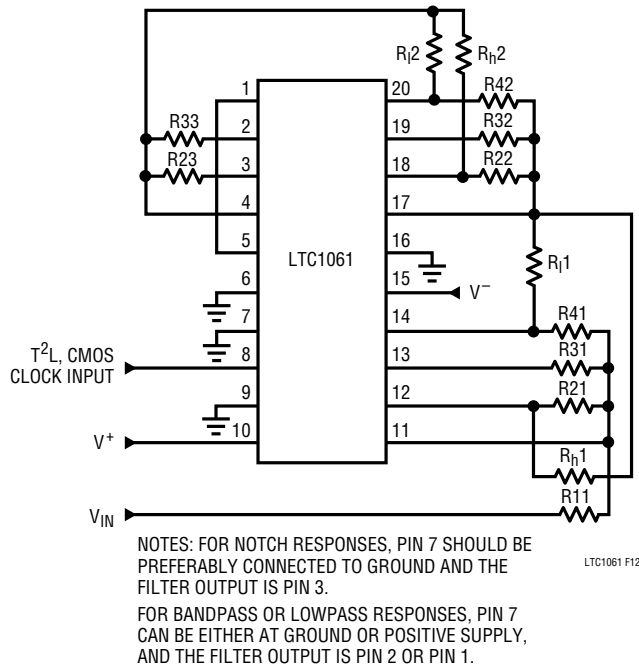 Rl2
Rh2
1
20
R42
R33
2
19
R32
R23
3
18
R22
4
17
5
16
LTC1061
Rl1
6
15
V–
7
14
R41
T2L, CMOS
CLOCK INPUT
8
13
R31
9
12
R21
V+
10
11
Rh1
R11
VIN
NOTES: FOR NOTCH RESPONSES, PIN 7 SHOULD BE
PREFERABLY CONNECTED TO GROUND AND THE
FILTER OUTPUT IS PIN 3.
LTC1061 F12
FOR BANDPASS OR LOWPASS RESPONSES, PIN 7
CAN BE EITHER AT GROUND OR POSITIVE SUPPLY,
AND THE FILTER OUTPUT IS PIN 2 OR PIN 1.